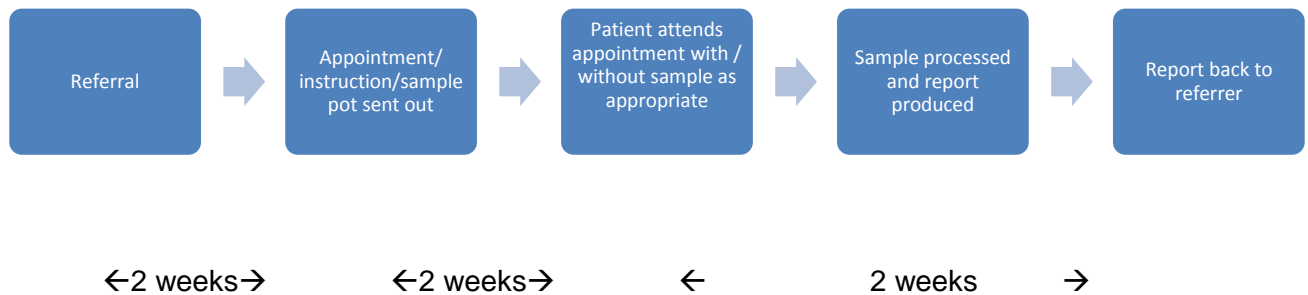 Referral
Appointment/
instruction/sample
pot sent out
Patient attends
appointment with /
without sample as
appropriate
Sample processed
and report
produced
Report back to
referrer
←2 weeks→ ←2 weeks→ ← 2 weeks →